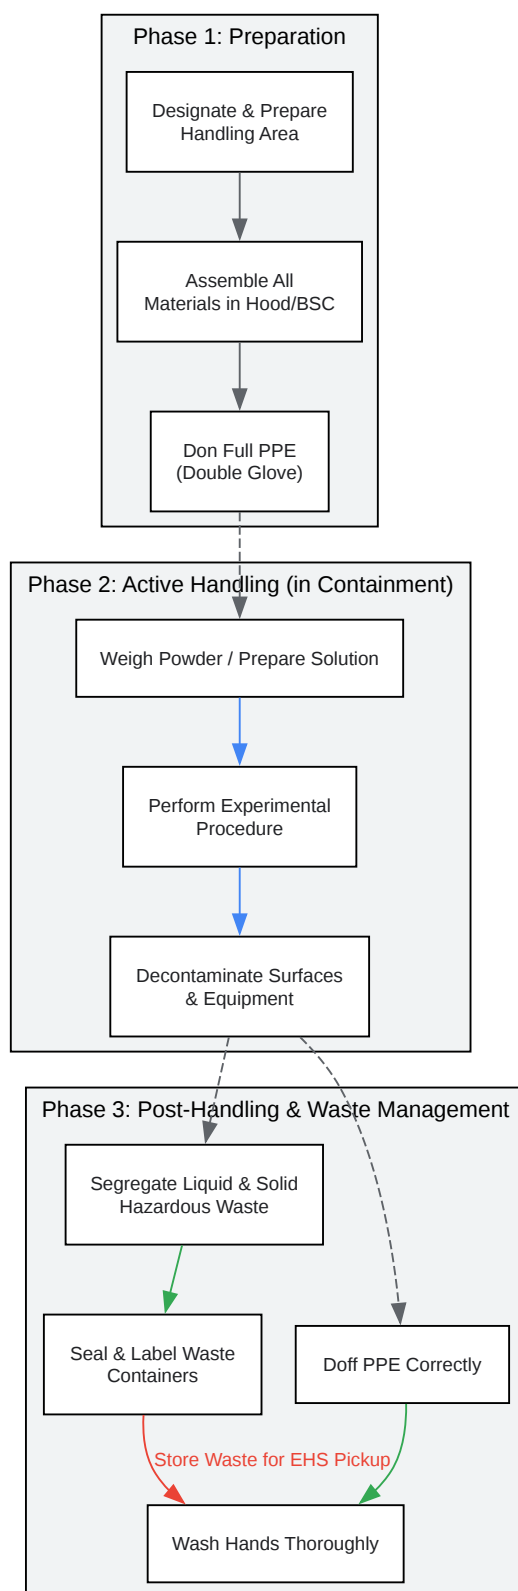 Phase 1: Preparation
Designate & Prepare
Handling Area
Assemble All
Materials in Hood/BSC
Don Full PPE
(Double Glove)
Phase 2: Active Handling (in Containment)
Weigh Powder / Prepare Solution
Perform Experimental
Procedure
Decontaminate Surfaces
& Equipment
Phase 3: Post-Handling & Waste Management
Segregate Liquid & Solid
Hazardous Waste
Seal & Label Waste
Containers
Doff PPE Correctly
Store Waste for EHS Pickup
Wash Hands Thoroughly